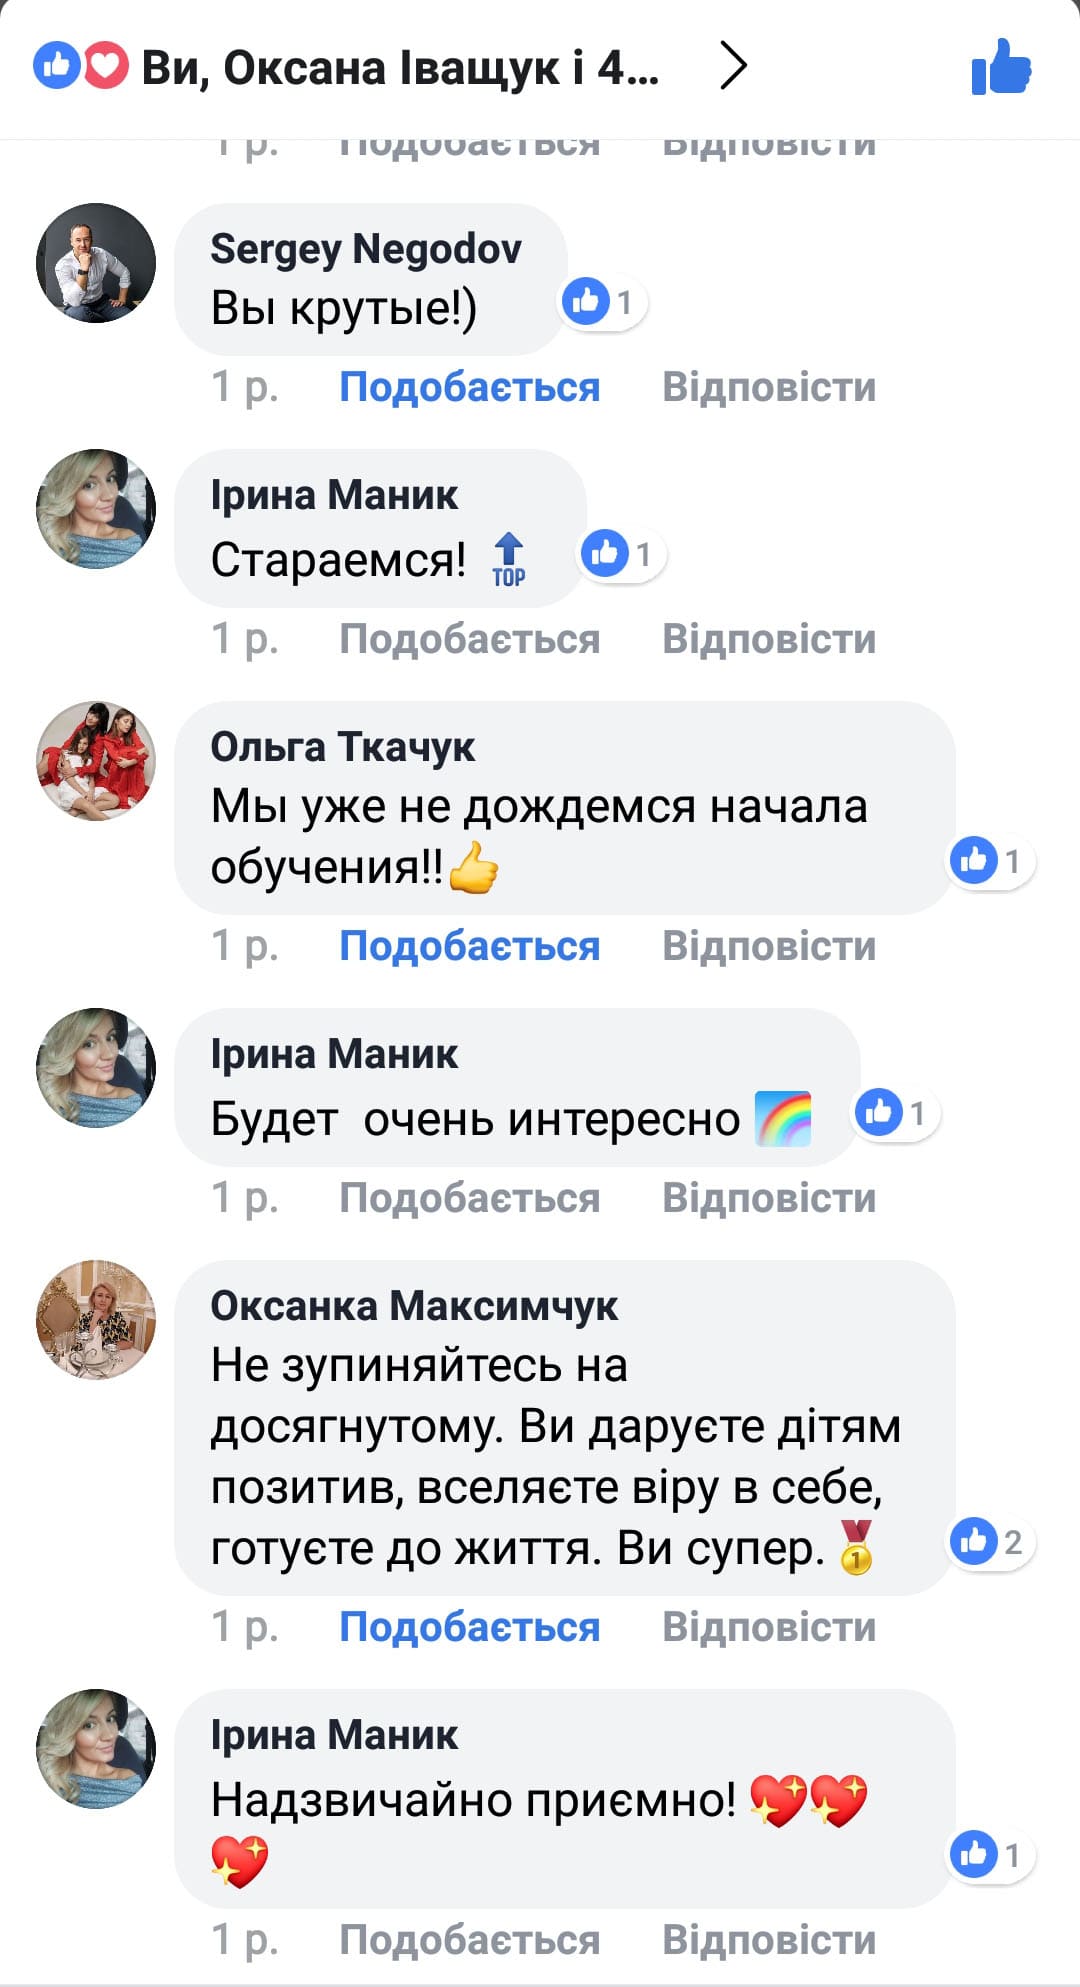 Ви, Оксана Іващук і 4...
1 р. Подобається Відповісти
Sergey Negodov
Вы крутые!)
1
1 р. Подобається Відповісти
Ірина Маник
Стараемся! TOP
1
1 р. Подобається Відповісти
Ольга Ткачук
Мы уже не дождемся начала
обучения!!
1
1 р. Подобається Відповісти
Ірина Маник
Будет очень интересно
1
1 р. Подобається Відповісти
Оксанка Максимчук
Не зупиняйтесь на
досягнутому. Ви даруєте дітям
позитив, вселяєте віру в себе,
готуєте до життя. Ви супер.
2
1 р. Подобається Відповісти
Ірина Маник
Надзвичайно приємно!
1
1 р. Подобається Відповісти